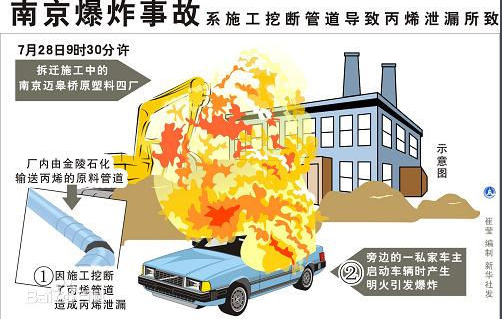 南京爆炸事故 系施工挖断管道导致丙烯泄漏所致
7月28日9时30分许
拆迁施工中的
南京迈皋桥原塑料四厂
厂内由金陵石化
输送丙烯的原料管道
示意图
①因施工挖断
了丙烯管道
造成丙烯泄漏
②旁边的一私家车主
启动车辆时产生
明火引发爆炸
崔莹 编制 新华社发